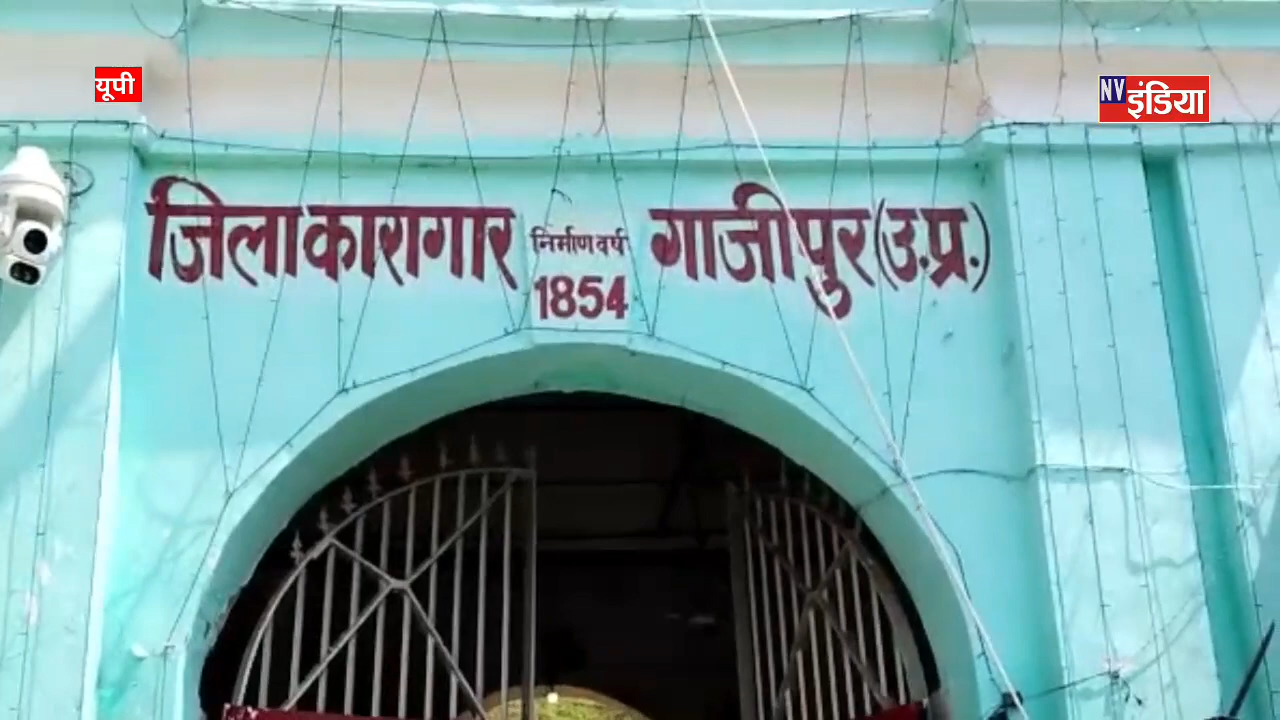 यूपी
NV इंडिया
जिला कारागार निर्माण वर्ष गाजीपुर (उ.प्र.)
1854